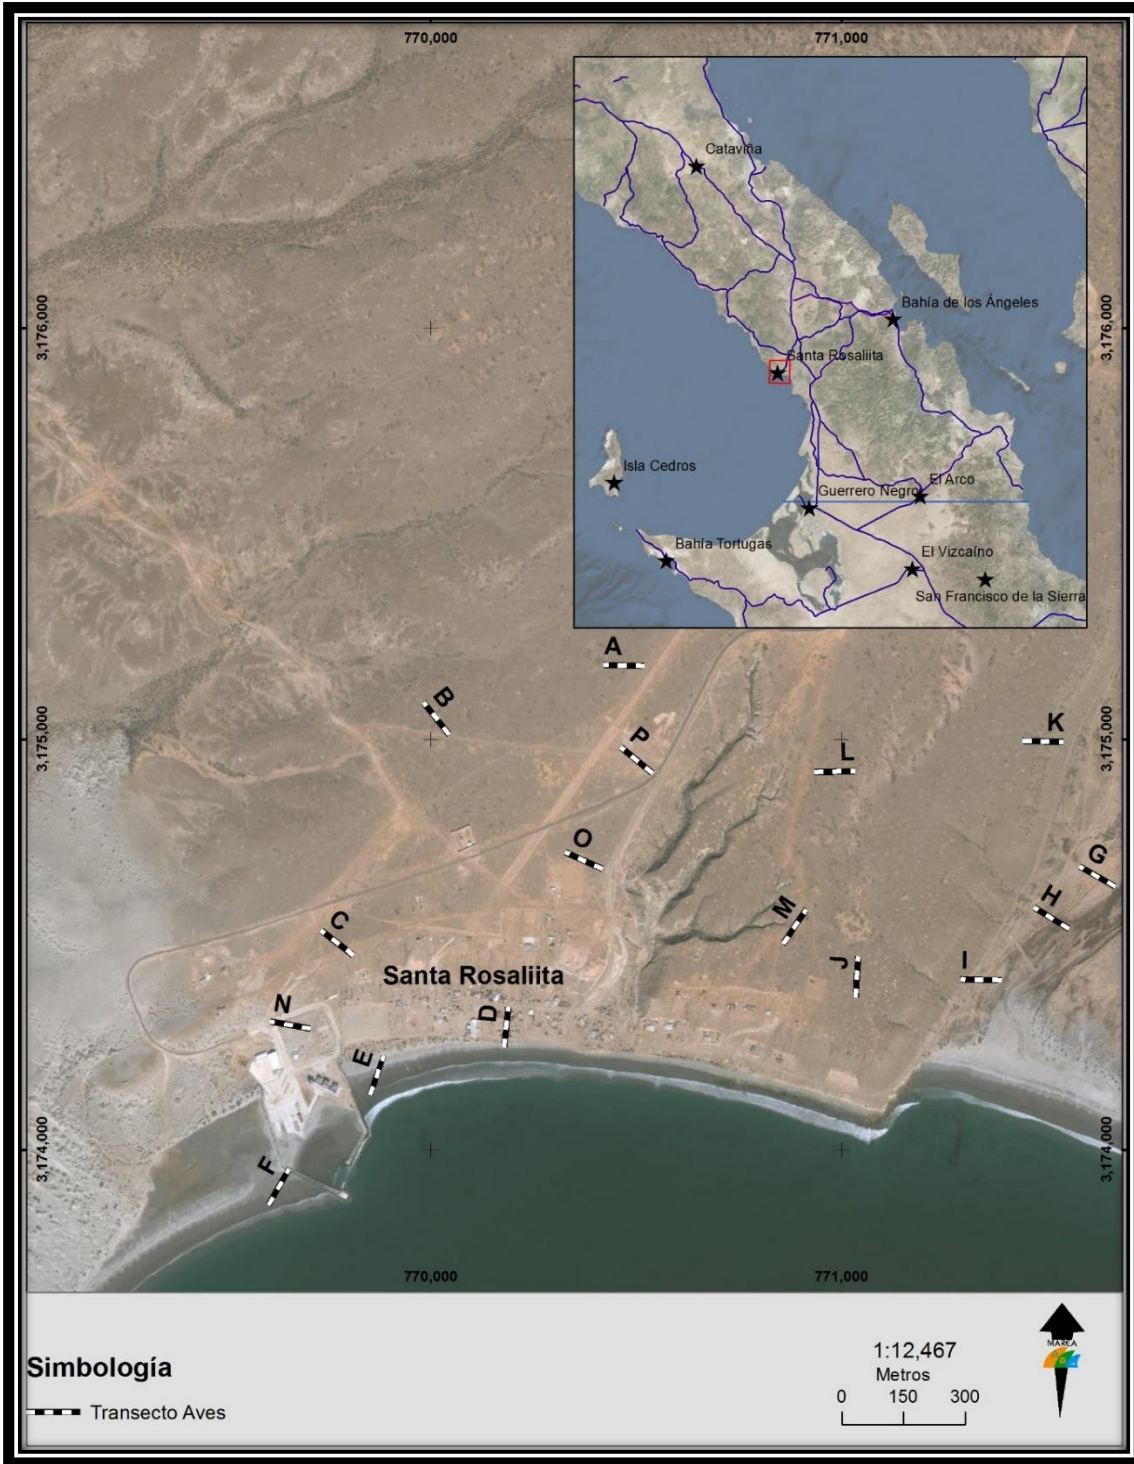 770,000
771,000
Cataviña
Bahía de los Ángeles
Santa Rosaliita
Isla Cedros
El Arco
Guerrero Negro
Bahía Tortugas
El Vizcaíno
San Francisco de la Sierra
3,176,000
3,176,000
A
B
K
P
L
3,175,000
3,175,000
O
G
M
H
C
J
I
Santa Rosaliita
N
D
E
3,174,000
3,174,000
F
770,000
771,000
Simbología
Transecto Aves
1:12,467
Metros
0 150 300
MAREA